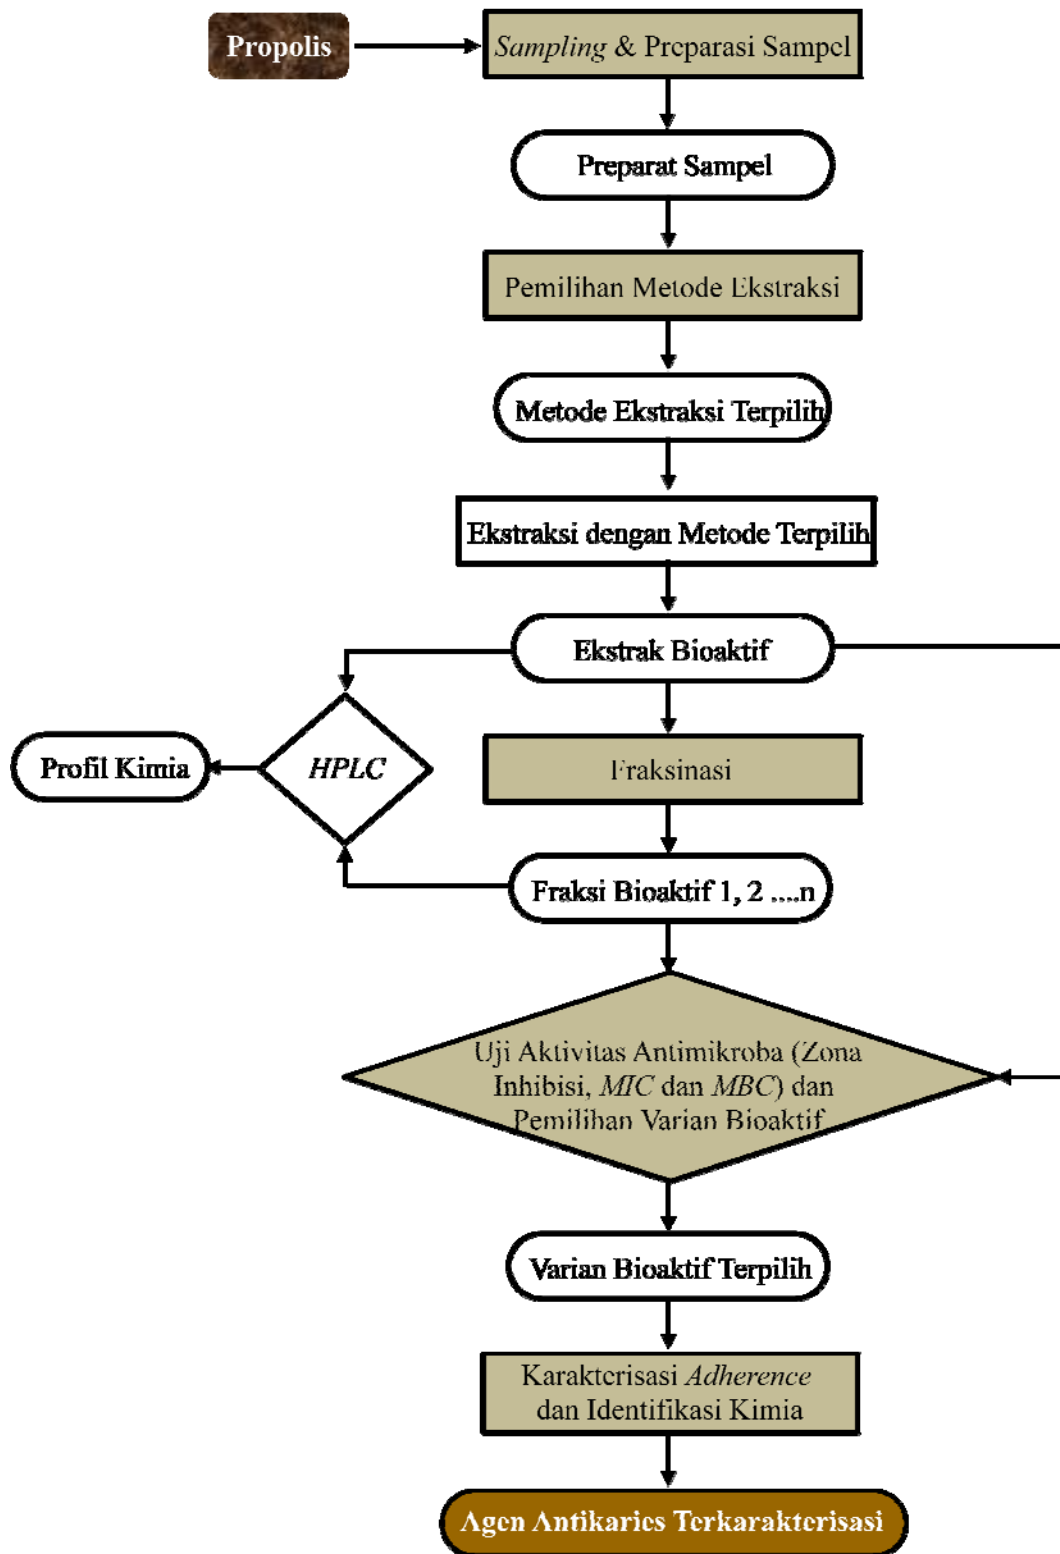 Propolis
Sampling & Preparasi Sampel
Preparat Sampel
Pemilihan Metode Ekstraksi
Metode Ekstraksi Terpilih
Ekstraksi dengan Metode Terpilih
Ekstrak Bioaktif
Profil Kimia
HPLC
Fraksinasi
Fraksi Bioaktif 1, 2 ....n
Uji Aktivitas Antimikroba (Zona
Inhibisi, MIC dan MBC) dan
Pemilihan Varian Bioaktif
Varian Bioaktif Terpilih
Karakterisasi Adherence
dan Identifikasi Kimia
Agen Antikaries Terkarakterisasi